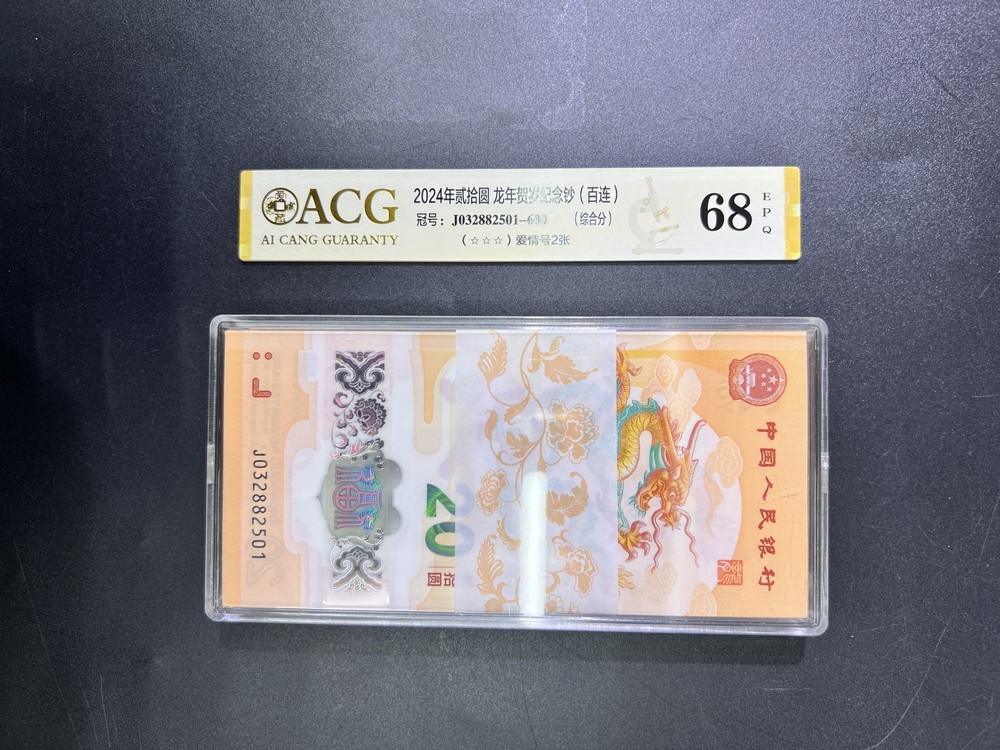 ACG
AI CANG GUARANTY
2024年贰拾圆 龙年贺岁纪念钞（百连）
冠号：J032882501-600 （综合分）
（☆☆☆）爱情号2张
68
EPQ
J032882501
20
拾圆
中国人民银行